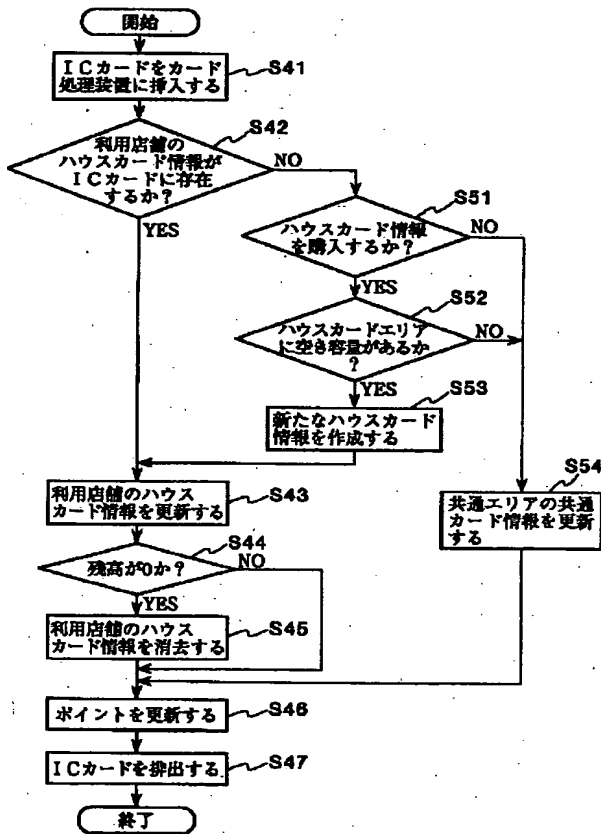 開始
ICカードをカード
処理装置に挿入する
S41
利用店舗の
ハウスカード情報が
ICカードに存在
するか?
S42
NO
YES
ハウスカード情報
を購入するか?
S51
NO
YES
ハウスカードエリア
に空き容量があるか
?
S52
NO
YES
新たなハウスカード
情報を作成する
S53
利用店舗のハウス
カード情報を更新する
S43
共通エリアの共通
カード情報を更新
する
S54
残高が0か?
S44
NO
YES
利用店舗のハウス
カード情報を消去する
S45
ポイントを更新する
S46
ICカードを排出する
S47
終了